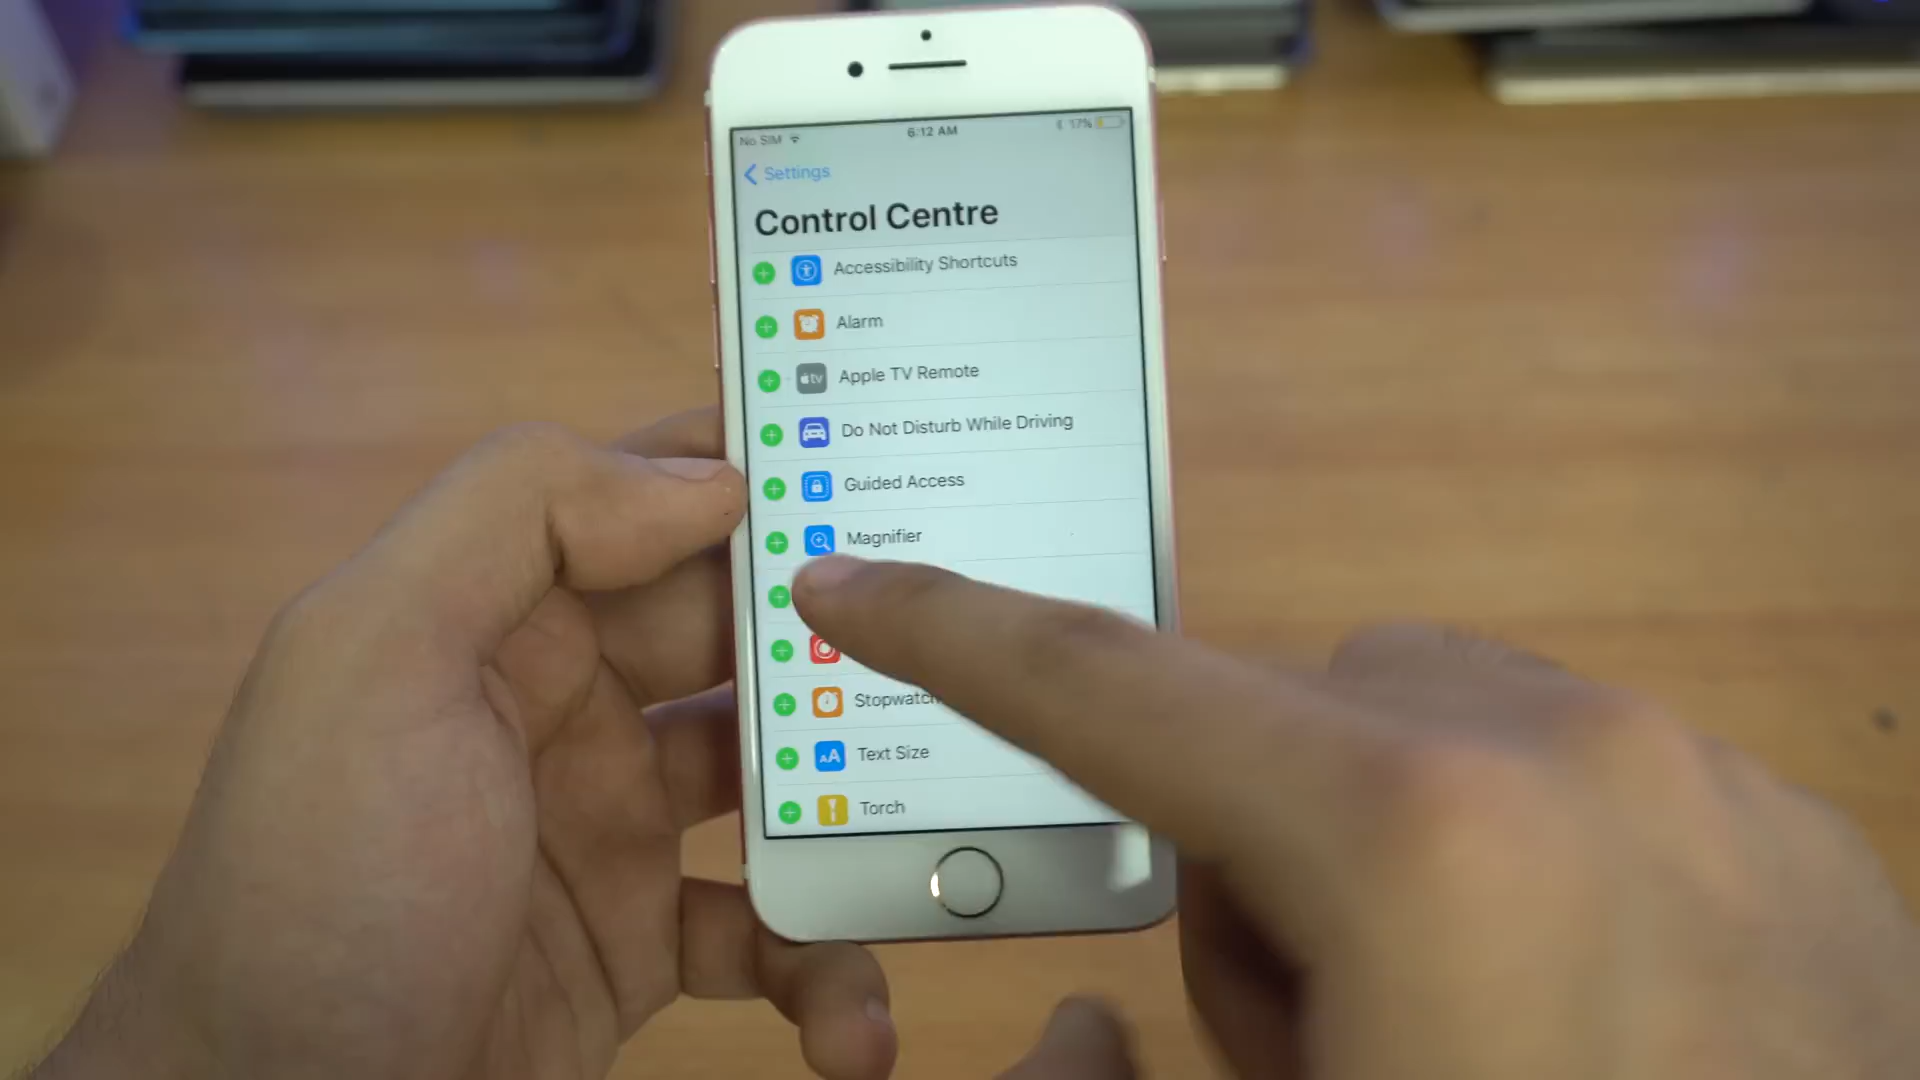 No SIM 6:12 AM 17%
Settings
Control Centre
Accessibility Shortcuts
Alarm
tv Apple TV Remote
Do Not Disturb While Driving
Guided Access
Magnifier
Stopwatch
AA Text Size
Torch